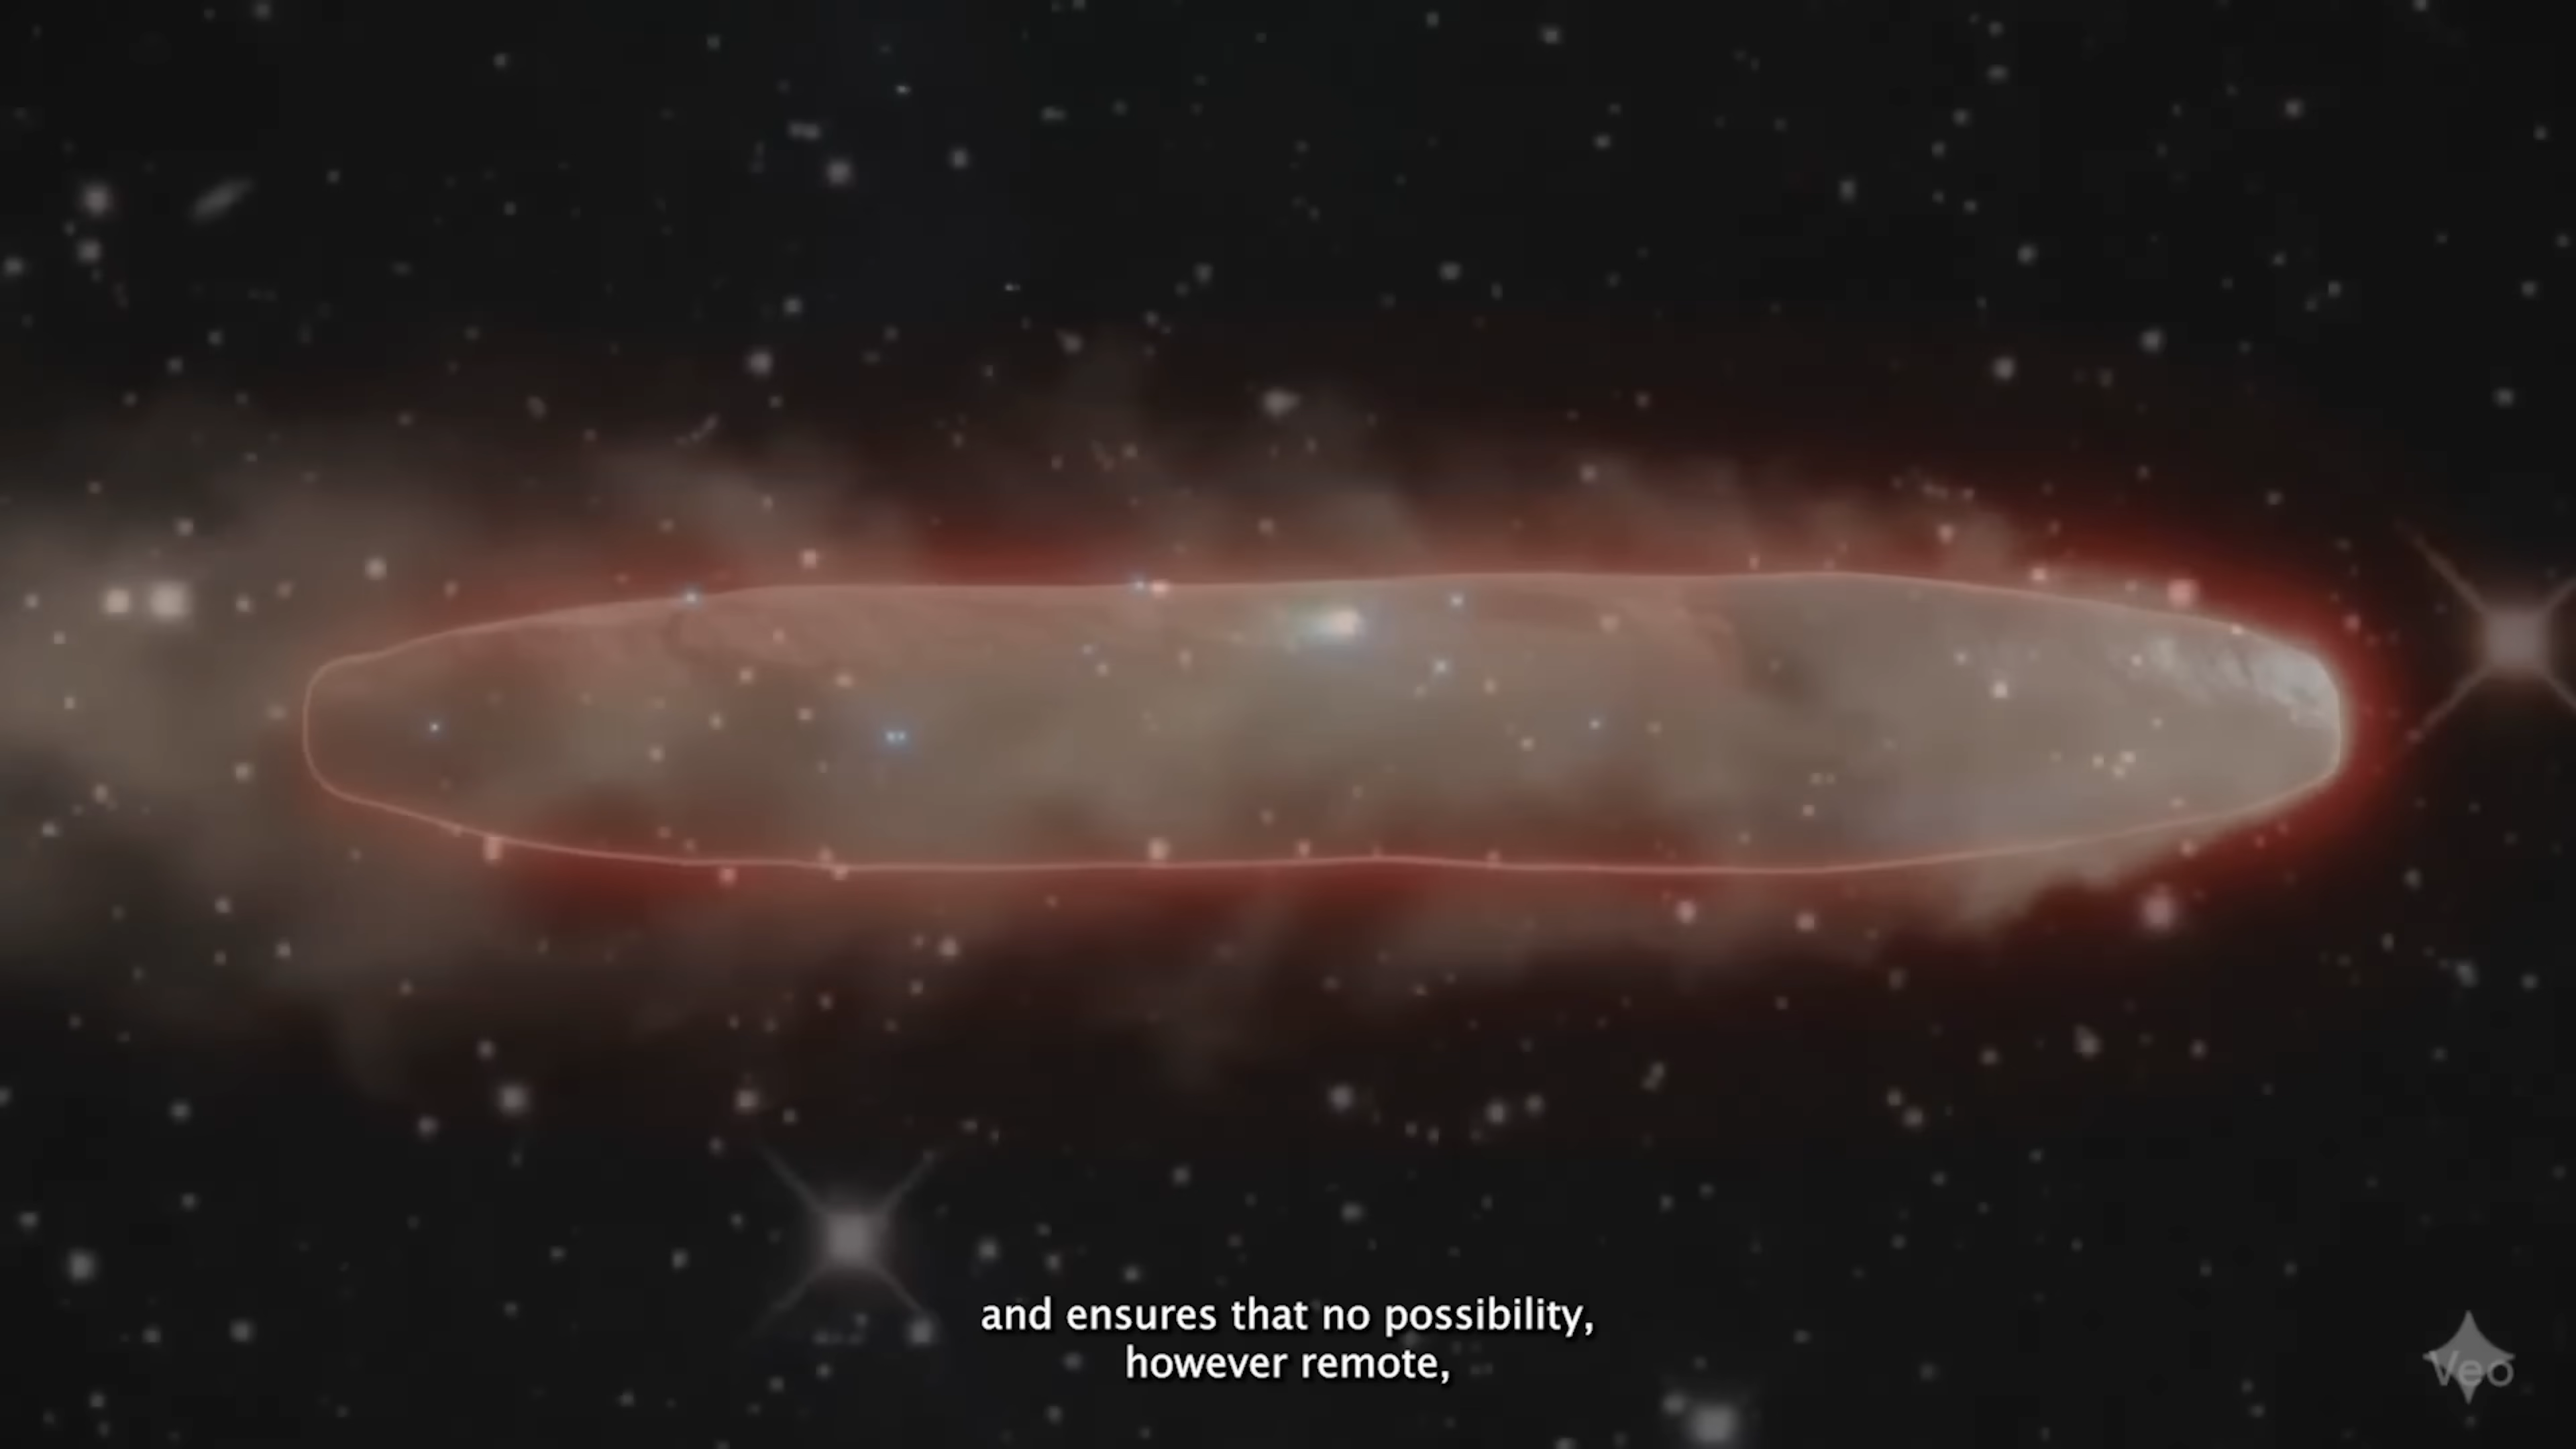 and ensures that no possibility,
however remote,
Veo